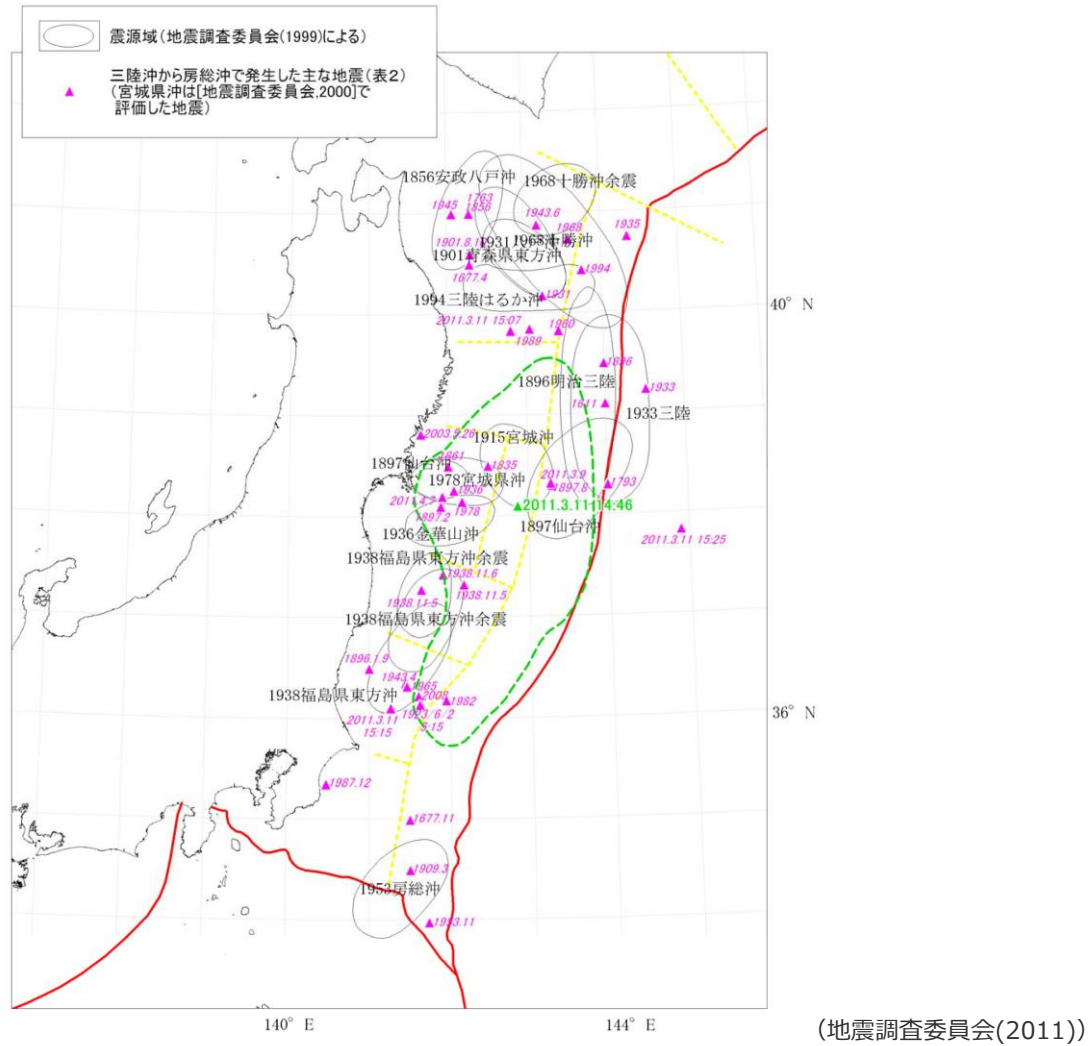 震源域(地震調査委員会(1999)による)
三陸沖から房総沖で発生した主な地震(表2)
(宮城県沖は[地震調査委員会,2000]で
評価した地震)
1856安政八戸沖
1968十勝沖余震
1763
1945
1856
1943.6
1968
1935
1968十勝沖
1901青森県東方沖
1677.4
1994
1931
1994三陸はるか沖
40° N
2011.3.11 15:07
1960
1989
1896
1896明治三陸
1933
1611
1933三陸
2003.5.26
1915宮城沖
1861
1897仙台沖
1835
1978宮城県沖
2011.3.9
1897.8
1793
1936
2011.4.7
1978
2011.3.11 14:46
1897.2
1897仙台沖
1936金華山沖
2011.3.11 15:25
1938福島県東方沖余震
1938.11.6
1938.11.5
1938.11.5
1938福島県東方沖余震
1896.1.9
1943.4
1965
1938福島県東方沖
2008
1982
2011.3.11
15:15
1923/6/2
5:15
36° N
1987.12
1677.11
1909.3
1953房総沖
1953.11
140° E
144° E
(地震調査委員会(2011))